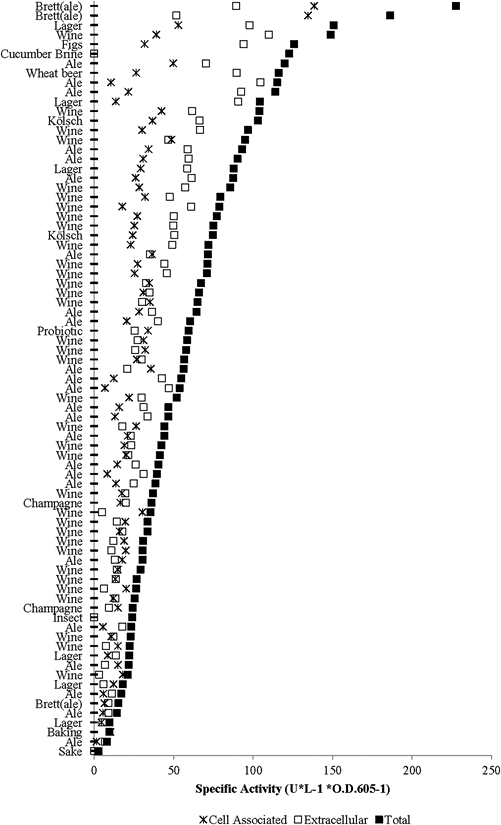 Brett(ale)
Brett(ale)
Lager
Wine
Figs
Cucumber Brine
Ale
Wheat beer
Ale
Ale
Lager
Wine
Kölsch
Wine
Wine
Ale
Ale
Lager
Ale
Wine
Wine
Wine
Wine
Wine
Kölsch
Wine
Ale
Wine
Wine
Wine
Wine
Wine
Ale
Ale
Probiotic
Wine
Wine
Wine
Ale
Ale
Ale
Wine
Ale
Ale
Wine
Ale
Wine
Wine
Ale
Ale
Ale
Wine
Champagne
Wine
Wine
Wine
Wine
Wine
Ale
Wine
Wine
Wine
Wine
Champagne
Insect
Ale
Wine
Wine
Lager
Ale
Wine
Lager
Ale
Brett(ale)
Ale
Lager
Baking
Ale
Sake
0 50 100 150 200 250
Specific Activity (U*L-1 *O.D.605-1)
Cell Associated Extracellular Total